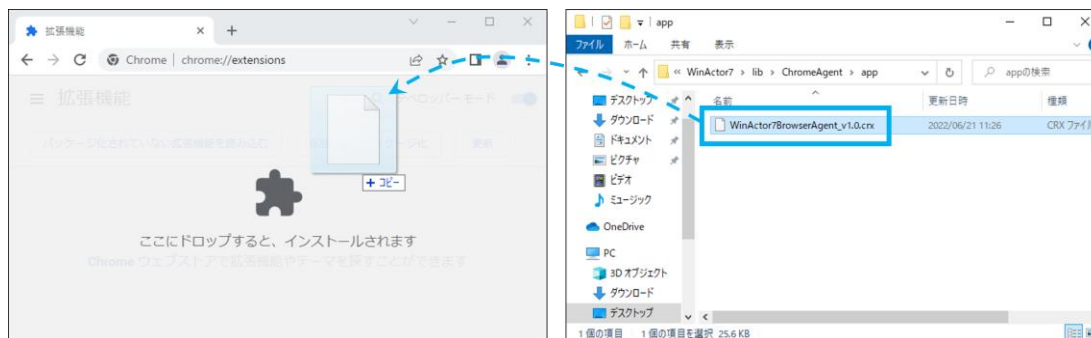 拡張機能
Chrome | chrome://extensions
拡張機能
デベロッパー モード
パッケージ化されていない拡張機能を読み込む
更新
+ コピー
ここにドロップすると、インストールされます
Chrome ウェブストアで拡張機能やテーマを探すことができます
app
ファイル ホーム 共有 表示
« WinActor7 › lib › ChromeAgent › app
appの検索
名前 更新日時 種類
WinActor7BrowserAgent_v1.0.crx 2022/06/21 11:26 CRX ファイル
デスクトップ
ダウンロード
ドキュメント
ピクチャ
ビデオ
ミュージック
OneDrive
PC
3D オブジェクト
ダウンロード
デスクトップ
1 個の項目 1 個の項目を選択 25.6 KB